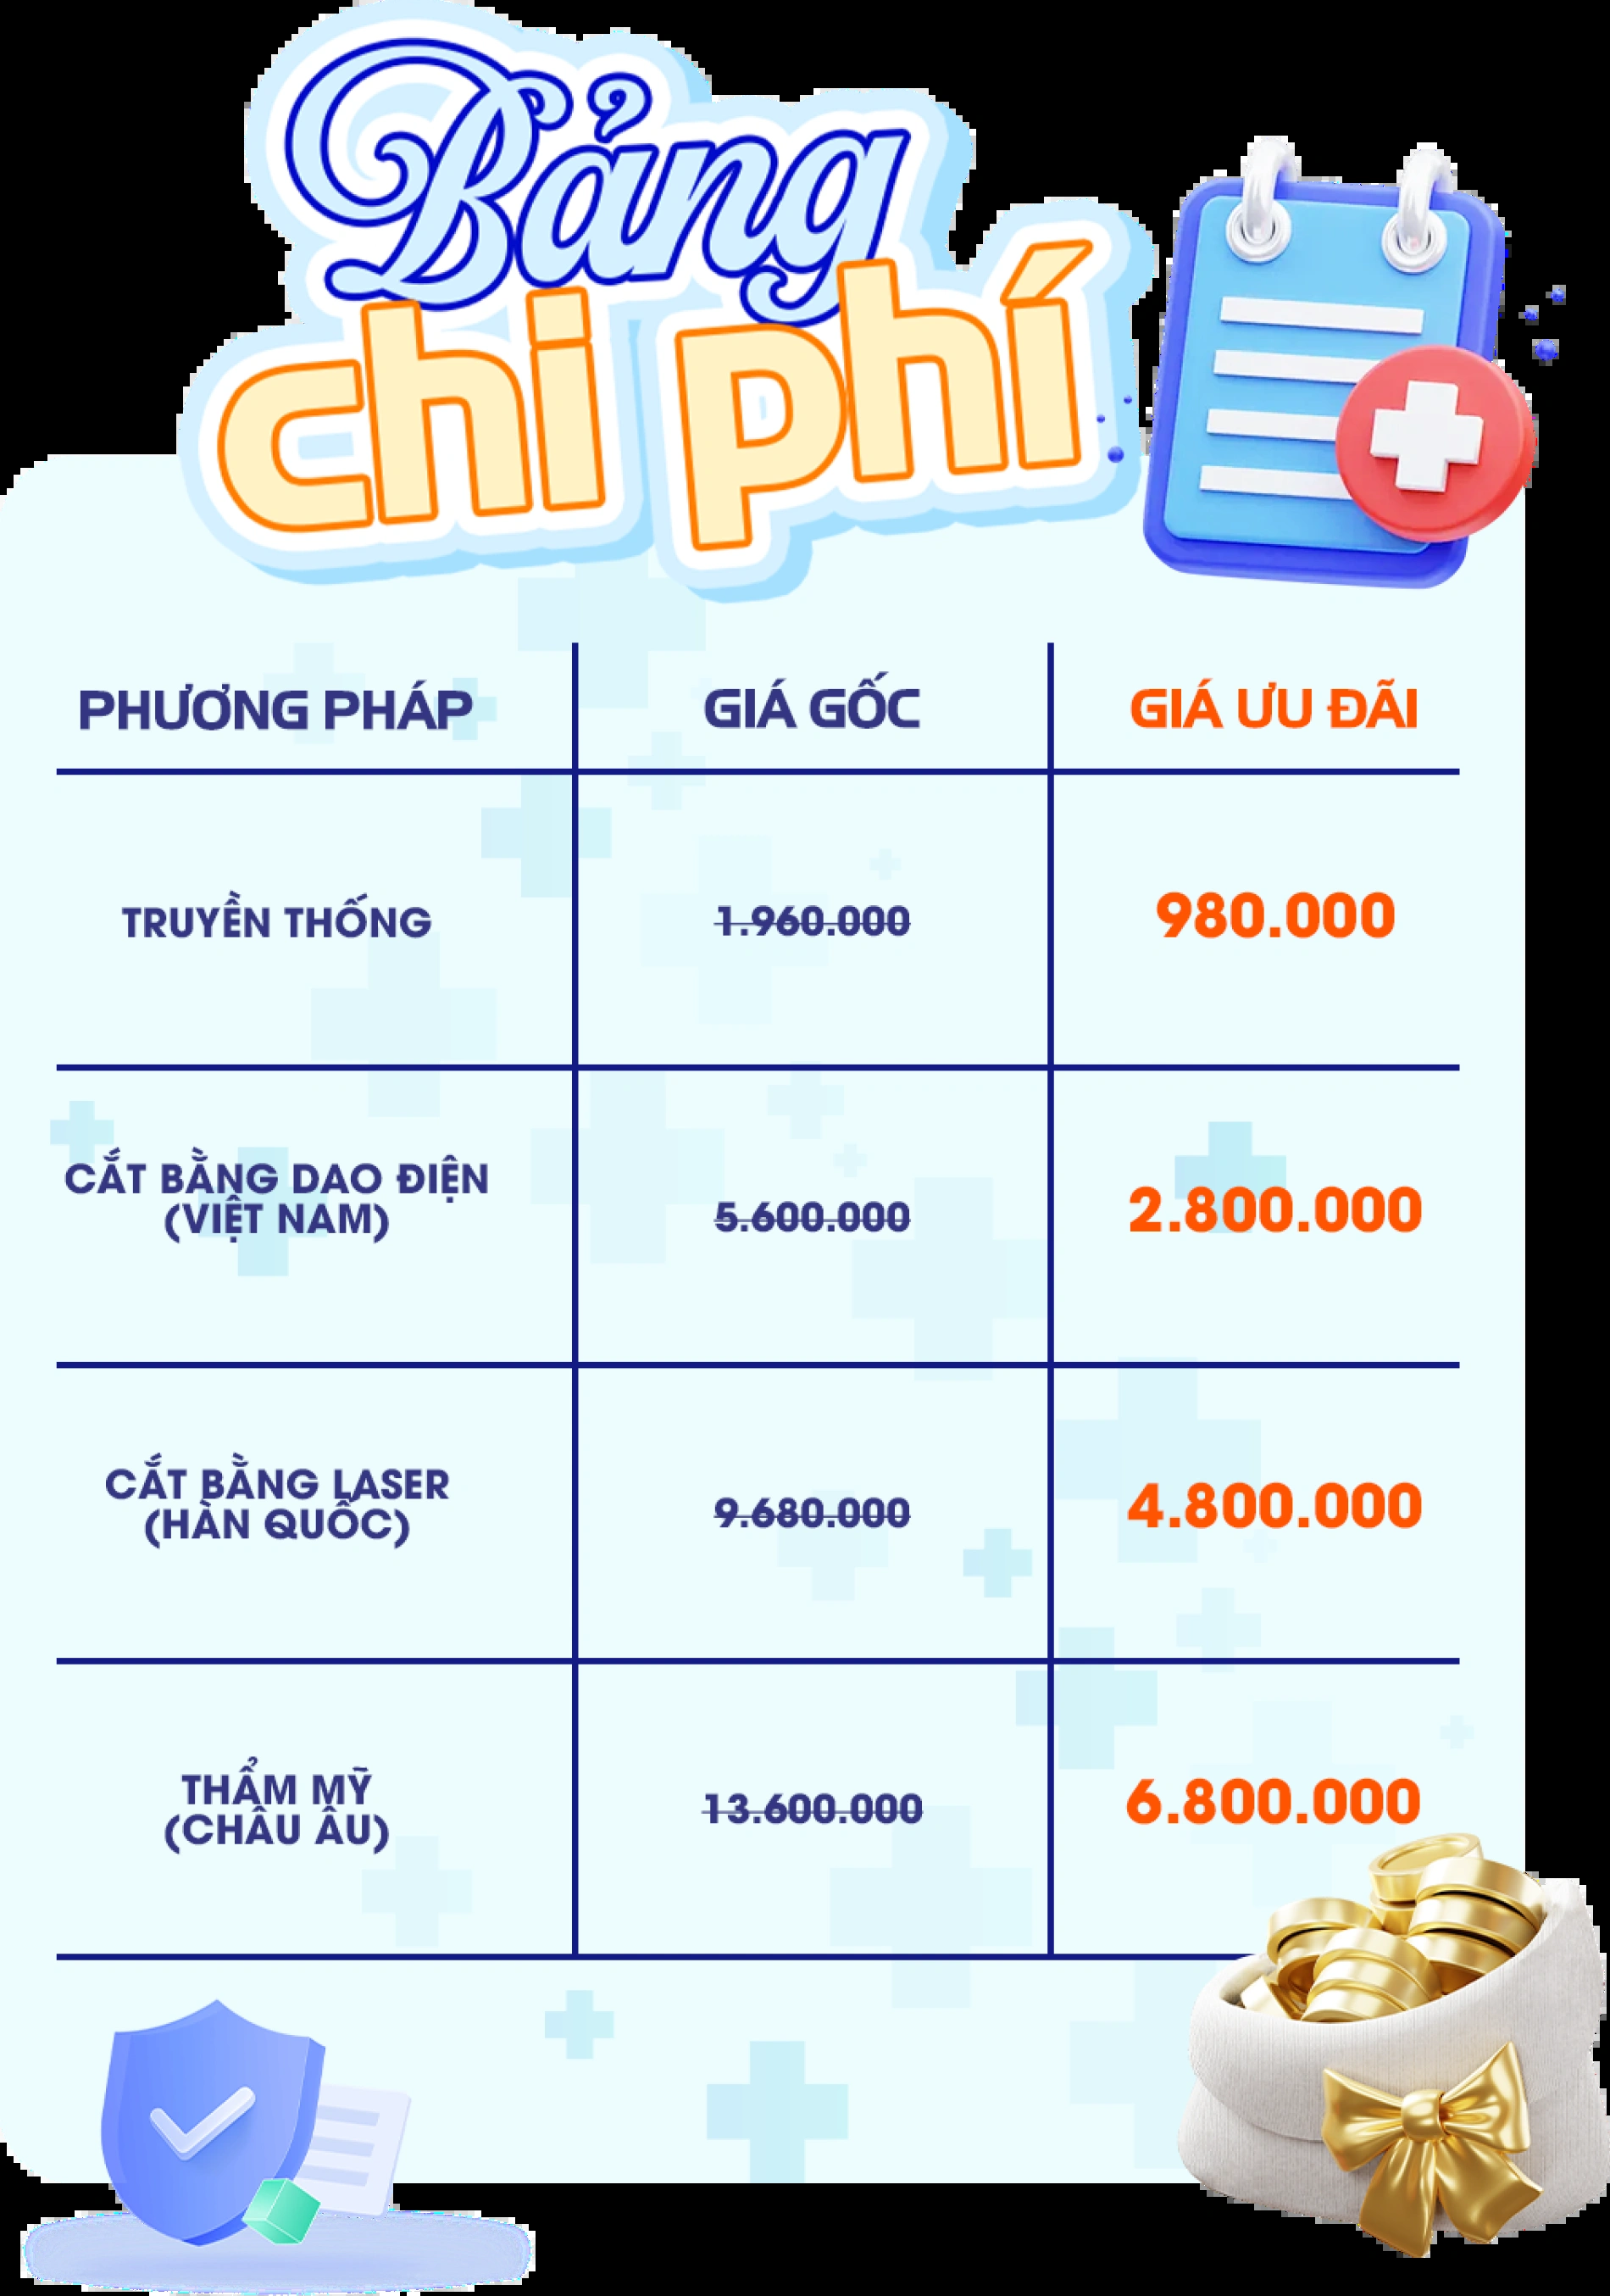 Bảng
chi phí
PHƯƠNG PHÁP GIÁ GỐC GIÁ ƯU ĐÃI
TRUYỀN THỐNG 1.960.000 980.000
CẮT BẰNG DAO ĐIỆN
(VIỆT NAM) 5.600.000 2.800.000
CẮT BẰNG LASER
(HÀN QUỐC) 9.680.000 4.800.000
THẨM MỸ
(CHÂU ÂU) 13.600.000 6.800.000